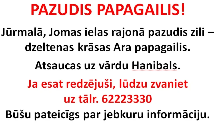 PAZUDIS PAPAGAILIS!
Jūrmalā, Jomas ielas rajonā pazudis zili –
dzeltenas krāsas Ara papagailis.
Atsaucas uz vārdu Hanibals.
Ja esat redzējuši, lūdzu zvaniet
uz tālr. 62223330
Būšu pateicīgs par jebkuru informāciju.